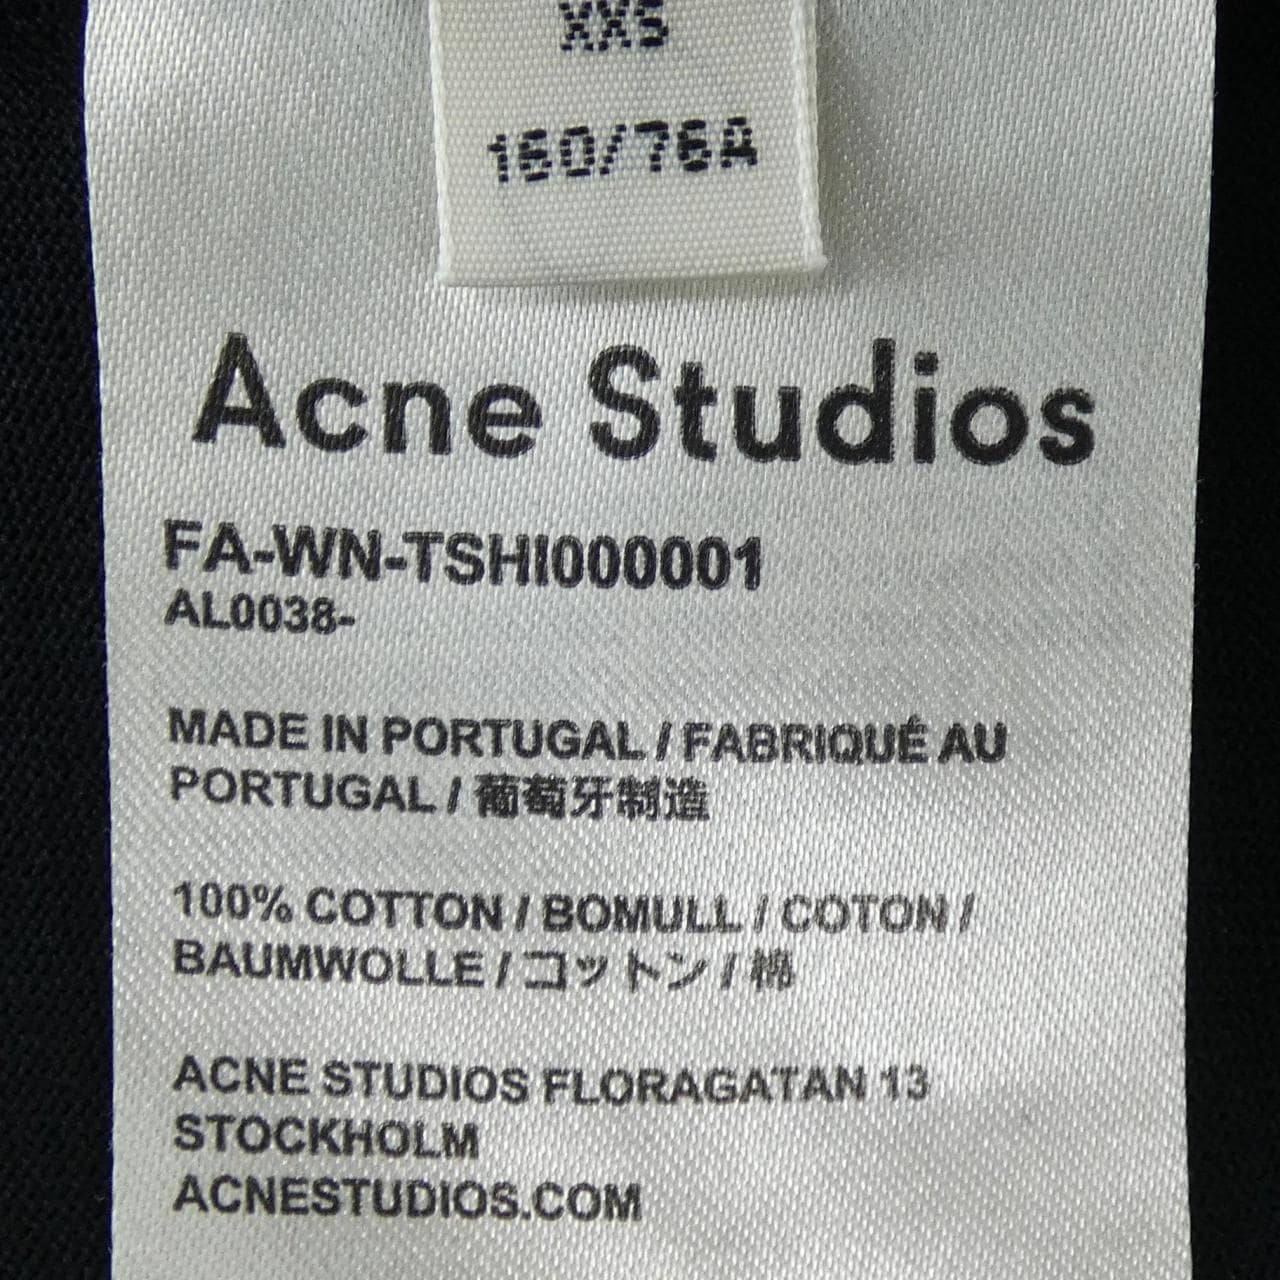 XXS
160/76A
Acne Studios
FA-WN-TSHI000001
AL0038-
MADE IN PORTUGAL / FABRIQUÉ AU
PORTUGAL / 葡萄牙制造
100% COTTON / BOMULL / COTON /
BAUMWOLLE / コットン / 棉
ACNE STUDIOS FLORAGATAN 13
STOCKHOLM
ACNESTUDIOS.COM